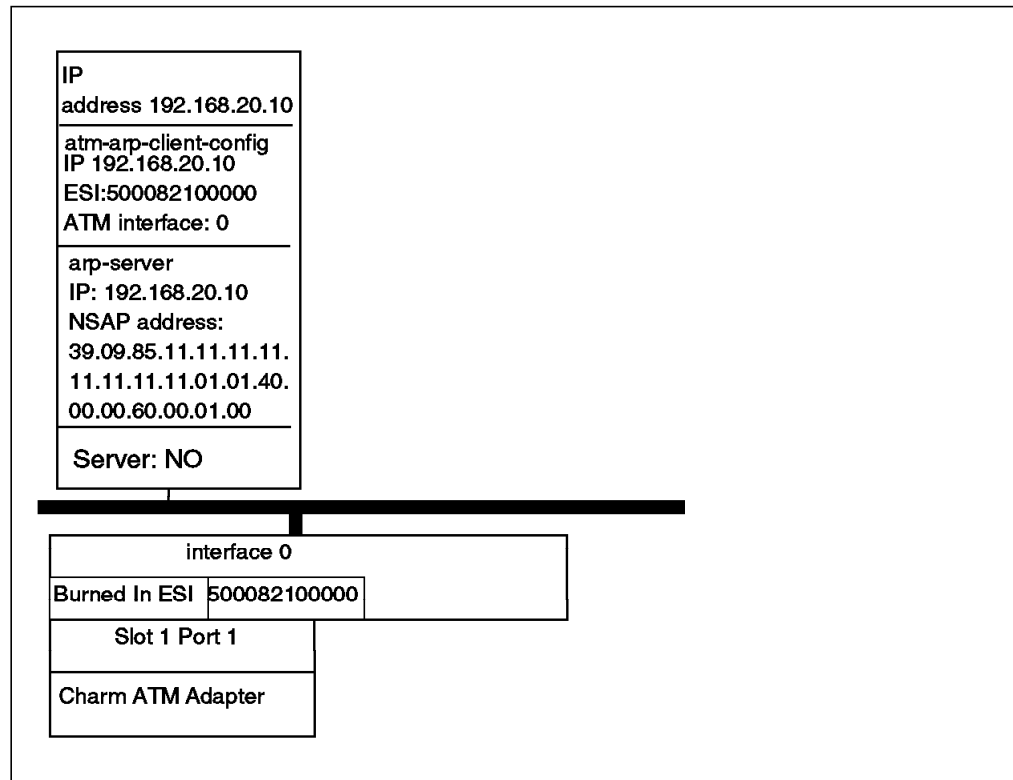 IP
address 192.168.20.10
atm-arp-client-config
IP 192.168.20.10
ESI:500082100000
ATM interface: 0
arp-server
IP: 192.168.20.10
NSAP address:
39.09.85.11.11.11.11.
11.11.11.11.01.01.40.
00.00.60.00.01.00
Server: NO
interface 0
Burned In ESI 500082100000
Slot 1 Port 1
Charm ATM Adapter